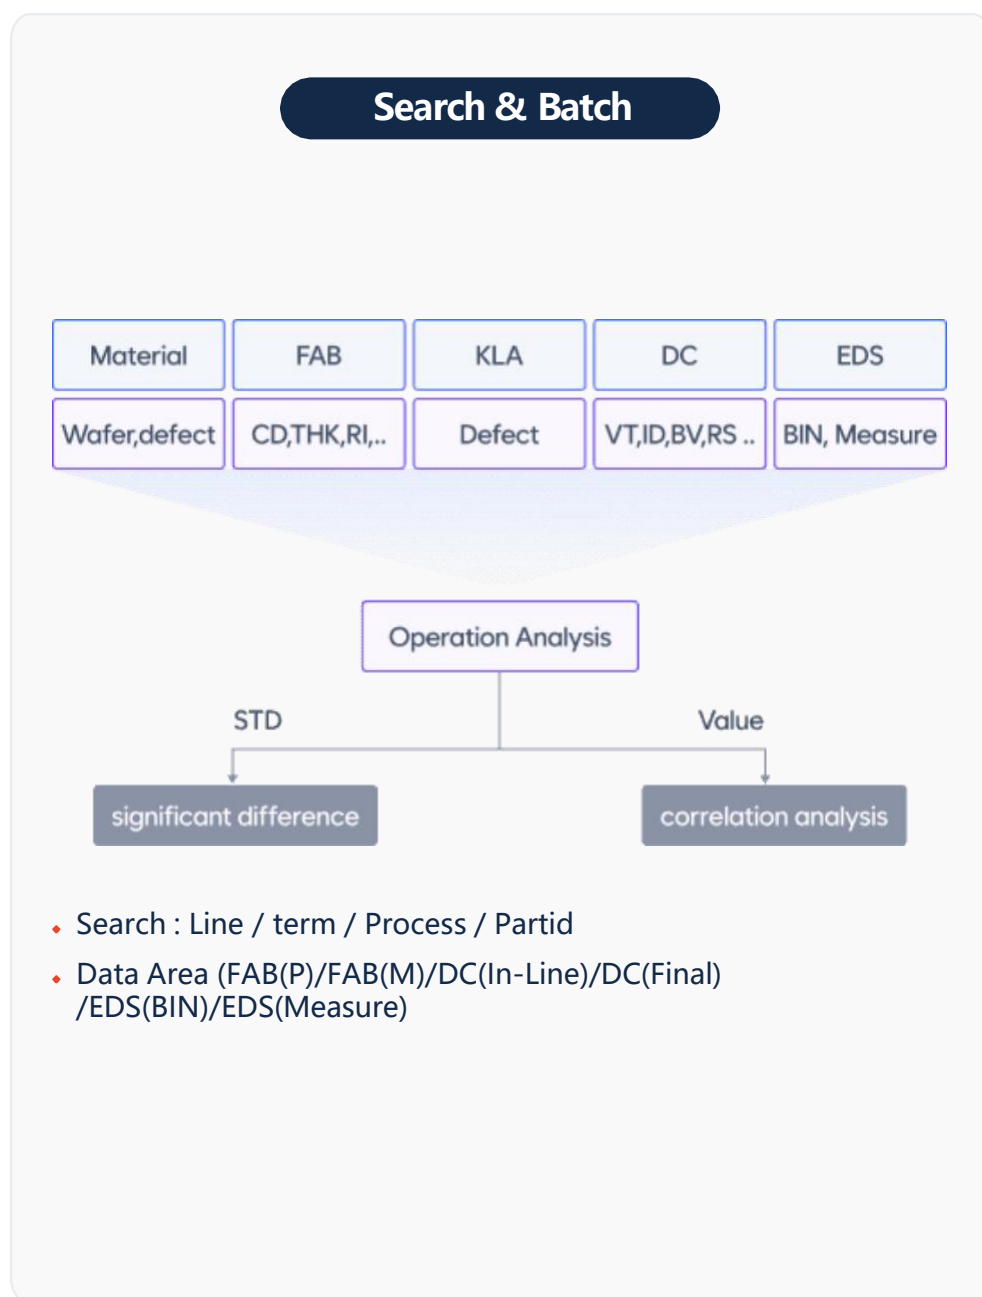 Search & Batch
Material FAB KLA DC EDS
Wafer,defect CD,THK,RI,.. Defect VT,ID,BV,RS .. BIN, Measure
Operation Analysis
STD Value
significant difference correlation analysis
Search : Line / term / Process / Partid
Data Area (FAB(P)/FAB(M)/DC(In-Line)/DC(Final)
/EDS(BIN)/EDS(Measure)